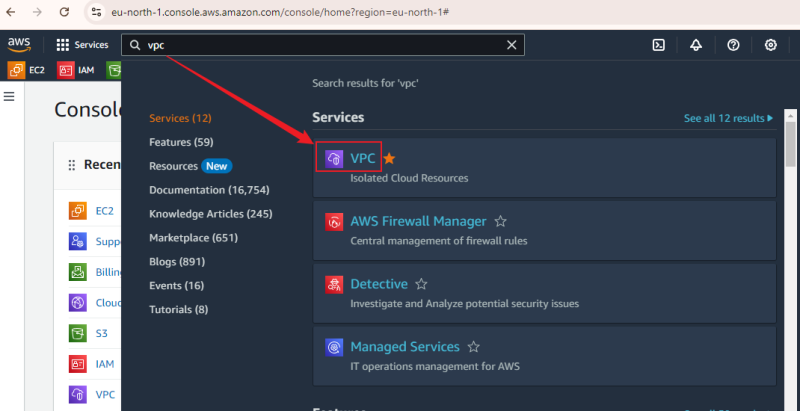 eu-north-1.console.aws.amazon.com/console/home?region=eu-north-1#
aws Services vpc
EC2 IAM
Search results for 'vpc'
Console
Services (12)
Features (59)
Resources New
Documentation (16,754)
Knowledge Articles (245)
Marketplace (651)
Blogs (891)
Events (16)
Tutorials (8)
Services See all 12 results
VPC
Isolated Cloud Resources
AWS Firewall Manager
Central management of firewall rules
Detective
Investigate and Analyze potential security issues
Managed Services
IT operations management for AWS
Recen
EC2
Suppo
Billin
Cloud
S3
IAM
VPC